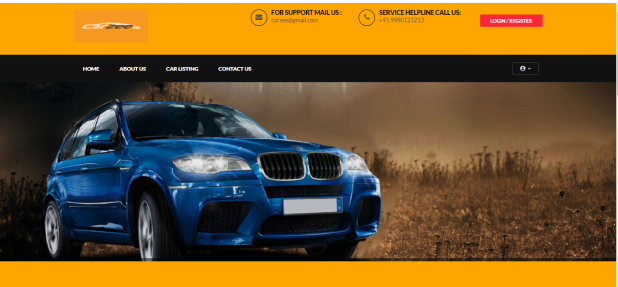 carzee
FOR SUPPORT MAIL US :
carzee@gmail.com
SERVICE HELPLINE CALL US:
+91 9980121213
LOGIN / REGISTER
HOME
ABOUT US
CAR LISTING
CONTACT US